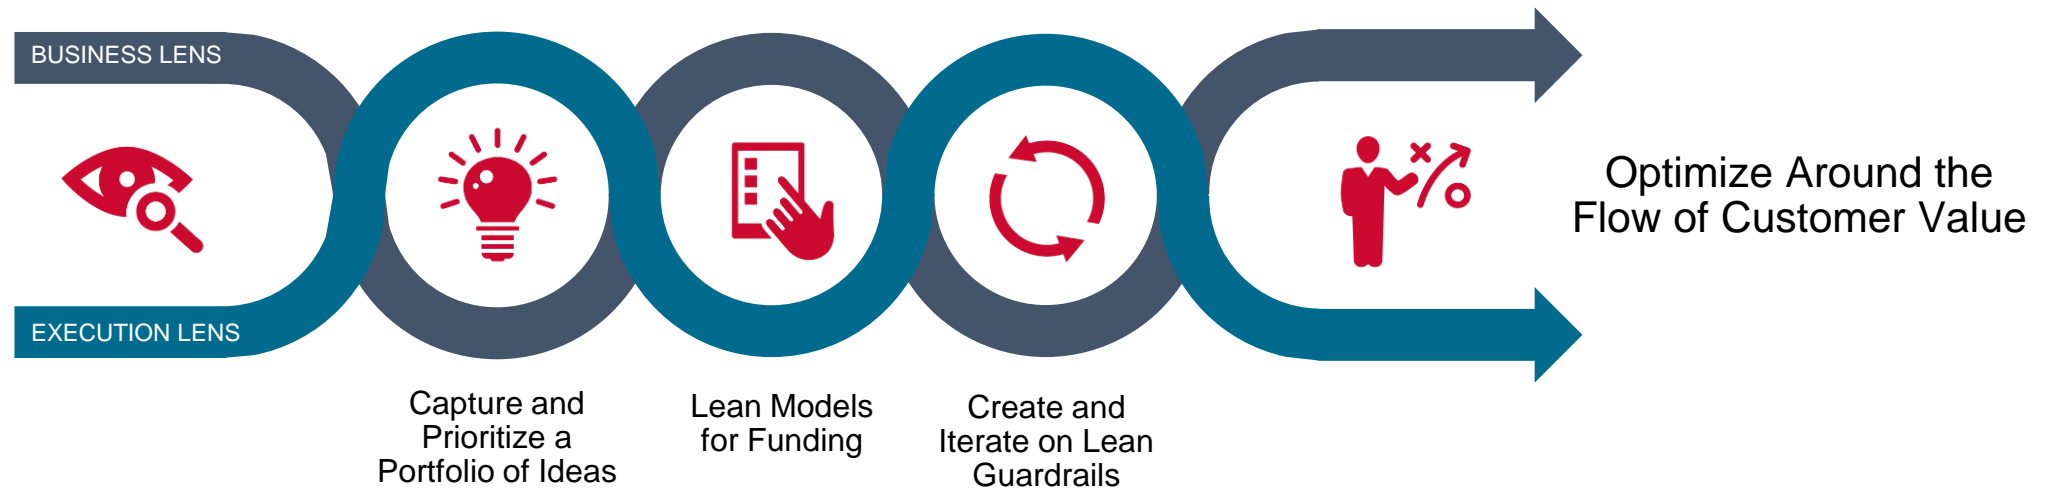 BUSINESS LENS
EXECUTION LENS
Capture and
Prioritize a
Portfolio of Ideas
Lean Models
for Funding
Create and
Iterate on Lean
Guardrails
Optimize Around the
Flow of Customer Value